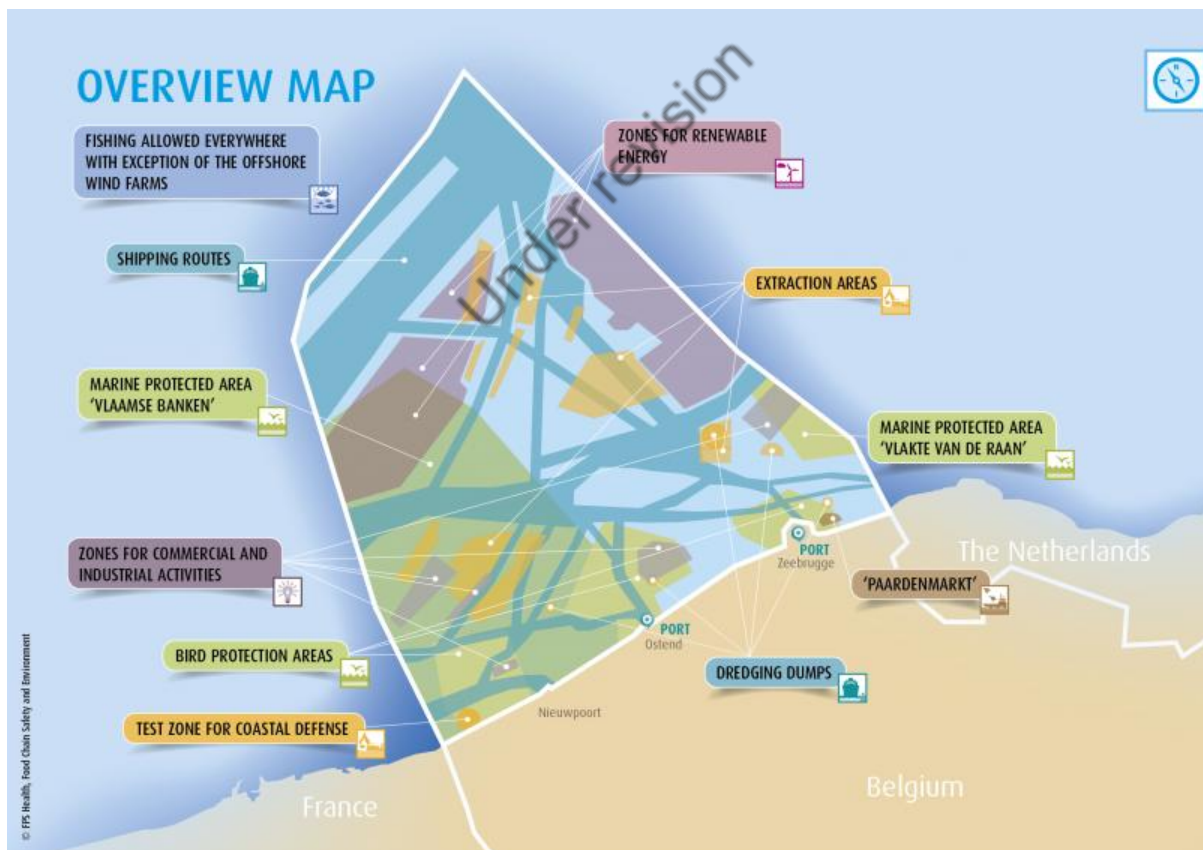 OVERVIEW MAP
Under revision
N
FISHING ALLOWED EVERYWHERE
WITH EXCEPTION OF THE OFFSHORE
WIND FARMS
ZONES FOR RENEWABLE
ENERGY
SHIPPING ROUTES
EXTRACTION AREAS
MARINE PROTECTED AREA
‘VLAAMSE BANKEN’
MARINE PROTECTED AREA
‘VLAKTE VAN DE RAAN’
ZONES FOR COMMERCIAL AND
INDUSTRIAL ACTIVITIES
PORT
Zeebrugge
The Netherlands
‘PAARDENMARKT’
BIRD PROTECTION AREAS
PORT
Ostend
DREDGING DUMPS
TEST ZONE FOR COASTAL DEFENSE
Nieuwpoort
France
Belgium
© FPS Health, Food Chain Safety and Environment